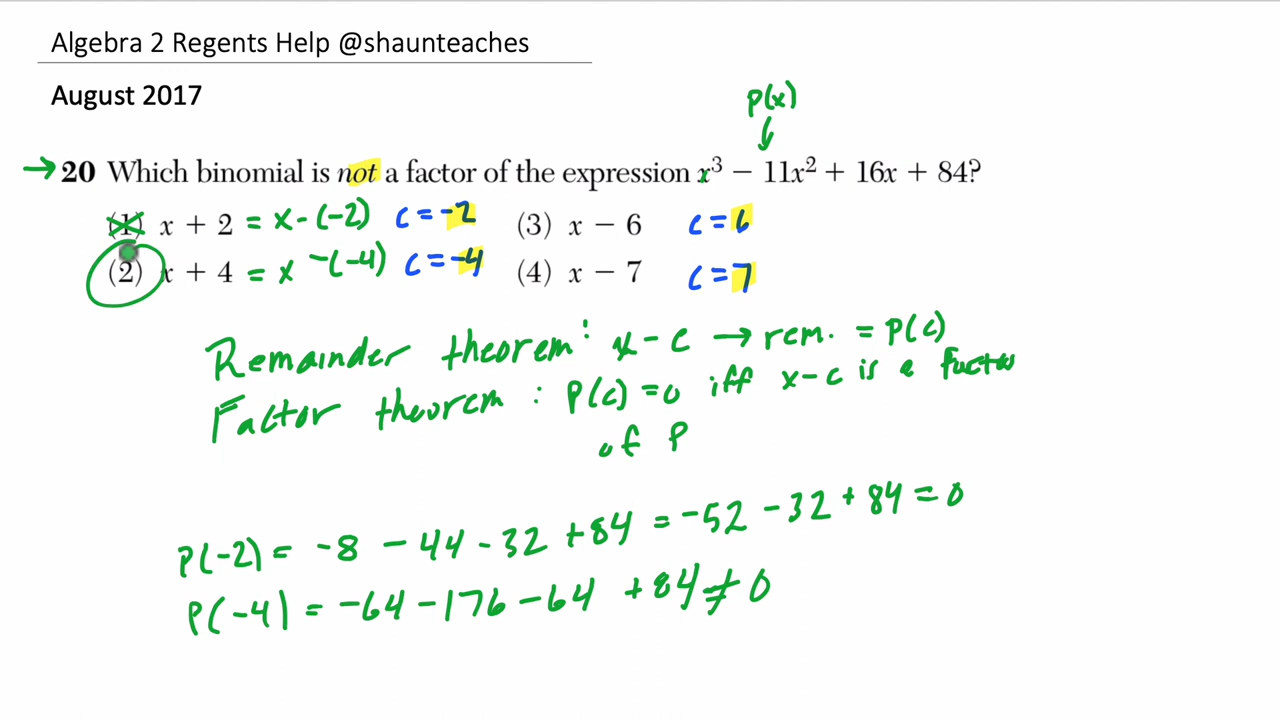 Algebra 2 Regents Help @shaunteaches
August 2017
P(x)
↓
→ 20 Which binomial is not a factor of the expression x³ − 11x² + 16x + 84?
(1) x + 2 = x - (-2) c = -2 (3) x − 6 c = 6
(2) x + 4 = x -(-4) c = -4 (4) x − 7 c = 7
Remainder theorem: x - c → rem. = P(c)
Factor theorem: P(c) = 0 iff x - c is a factor
of P
P(-2) = -8 - 44 - 32 + 84 = -52 - 32 + 84 = 0
P(-4) = -64 - 176 - 64 + 84 ≠ 0